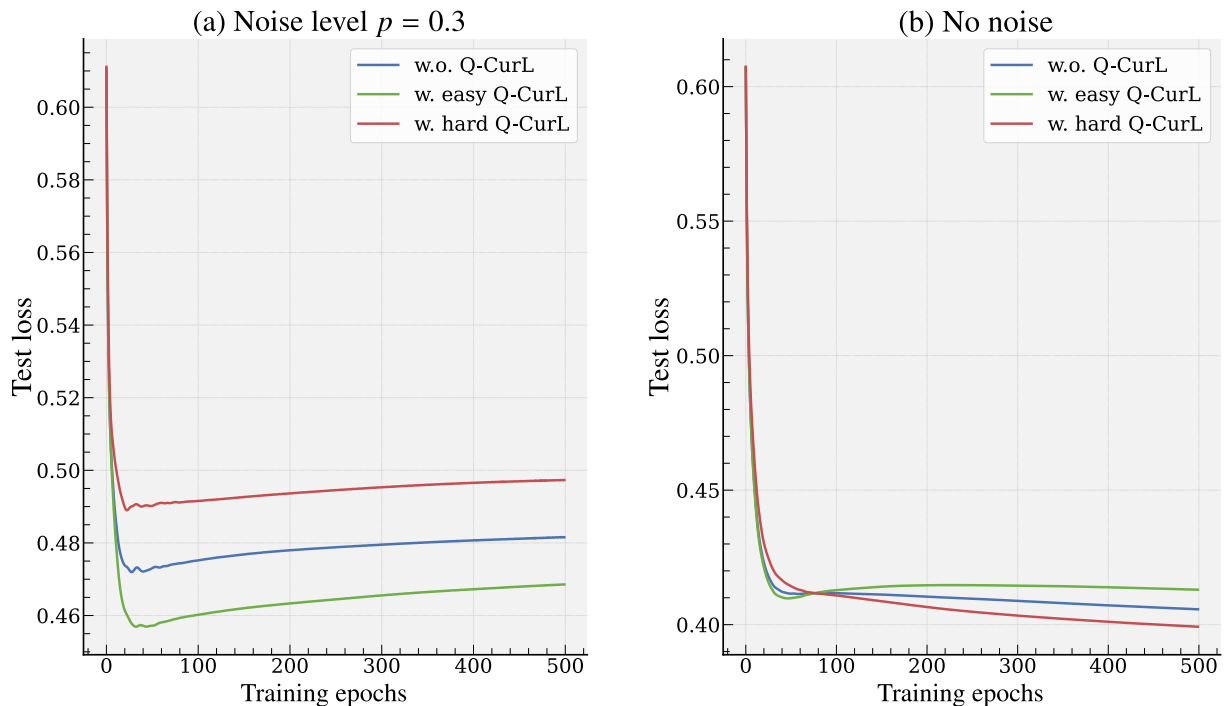 (a) Noise level p = 0.3
w.o. Q-CurL
w. easy Q-CurL
w. hard Q-CurL
Test loss
0.60
0.58
0.56
0.54
0.52
0.50
0.48
0.46
0 100 200 300 400 500
Training epochs
(b) No noise
w.o. Q-CurL
w. easy Q-CurL
w. hard Q-CurL
Test loss
0.60
0.55
0.50
0.45
0.40
0 100 200 300 400 500
Training epochs